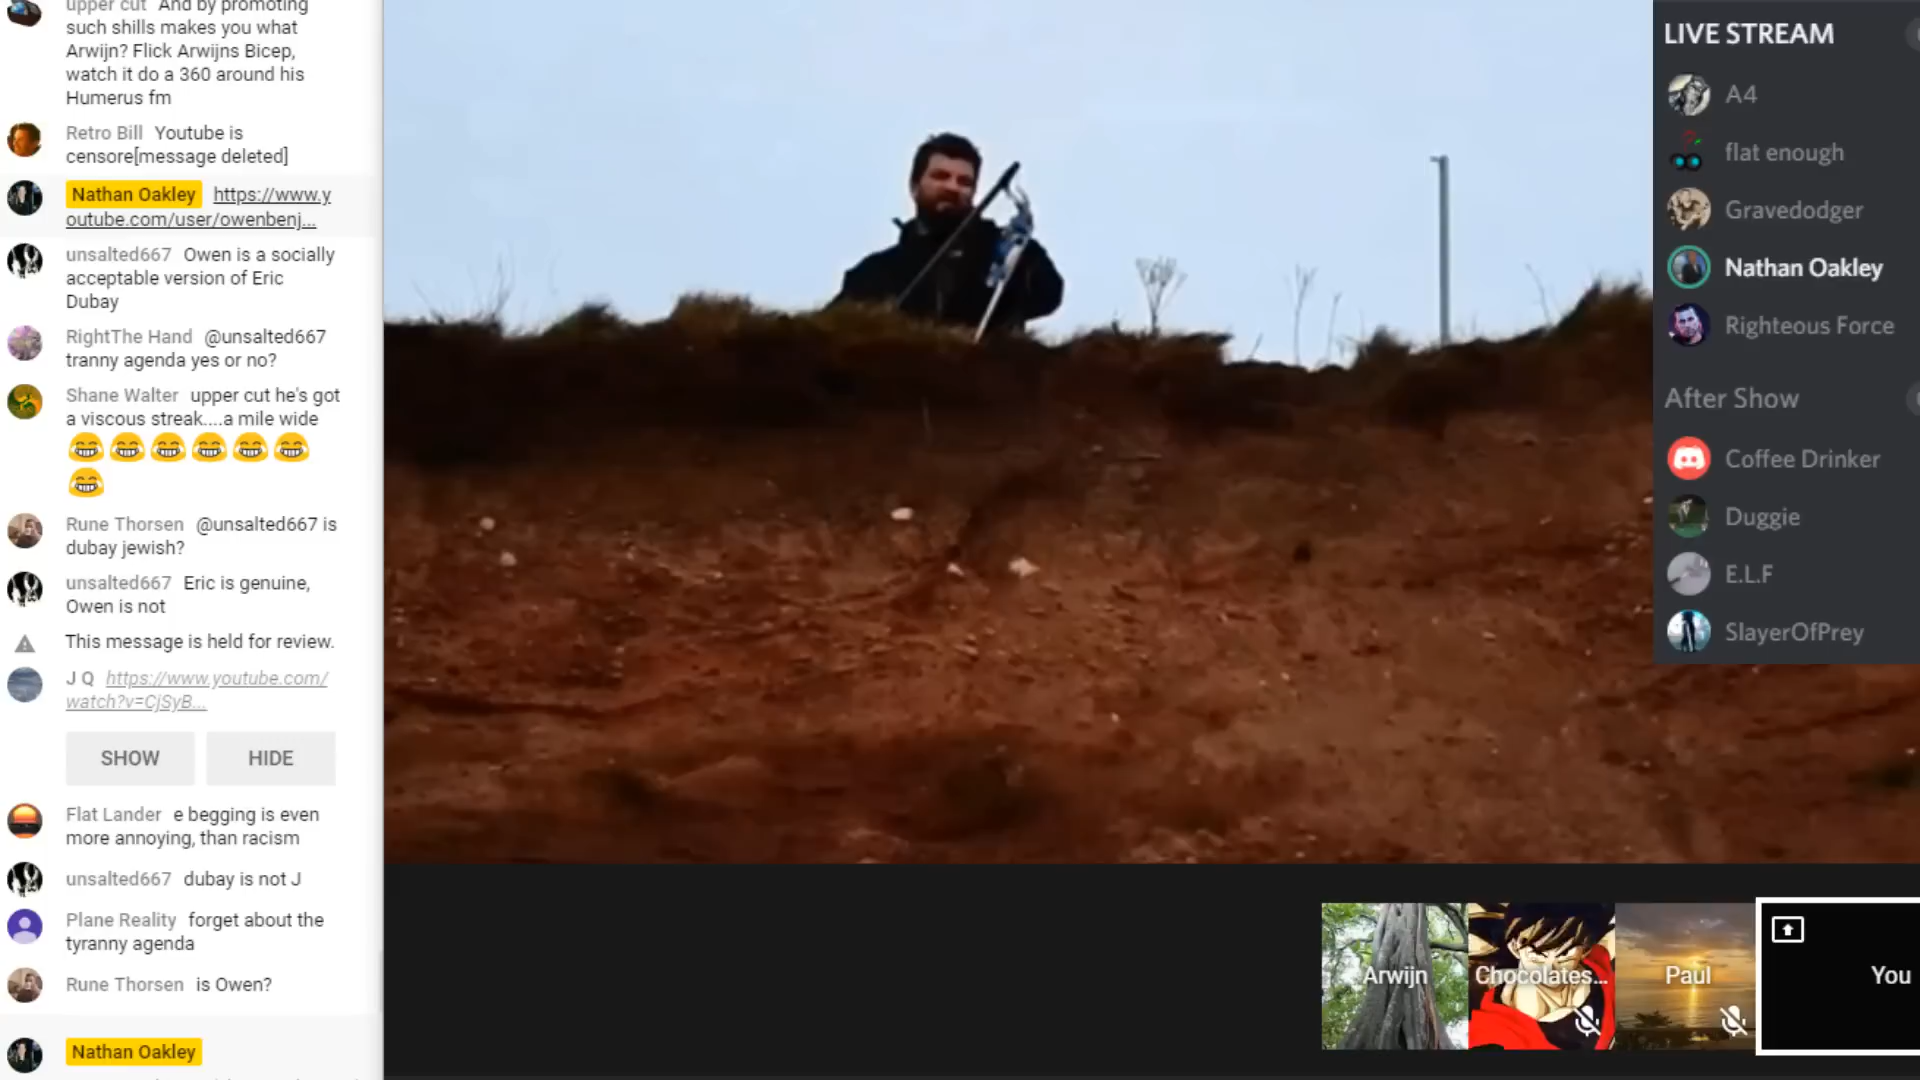 upper cut And by promoting
such shills makes you what
Arwijn? Flick Arwijns Bicep,
watch it do a 360 around his
Humerus fm
Retro Bill Youtube is
censore[message deleted]
Nathan Oakley https://www.y
outube.com/user/owenbenj...
unsalted667 Owen is a socially
acceptable version of Eric
Dubay
RightThe Hand @unsalted667
tranny agenda yes or no?
Shane Walter upper cut he's got
a viscous streak....a mile wide
Rune Thorsen @unsalted667 is
dubay jewish?
unsalted667 Eric is genuine,
Owen is not
This message is held for review.
J Q https://www.youtube.com/
watch?v=CjSyB...
SHOW HIDE
Flat Lander e begging is even
more annoying, than racism
unsalted667 dubay is not J
Plane Reality forget about the
tyranny agenda
Rune Thorsen is Owen?
Nathan Oakley
LIVE STREAM
A4
flat enough
Gravedodger
Nathan Oakley
Righteous Force
After Show
Coffee Drinker
Duggie
E.L.F
SlayerOfPrey
Arwijn
Chocolates...
Paul
You